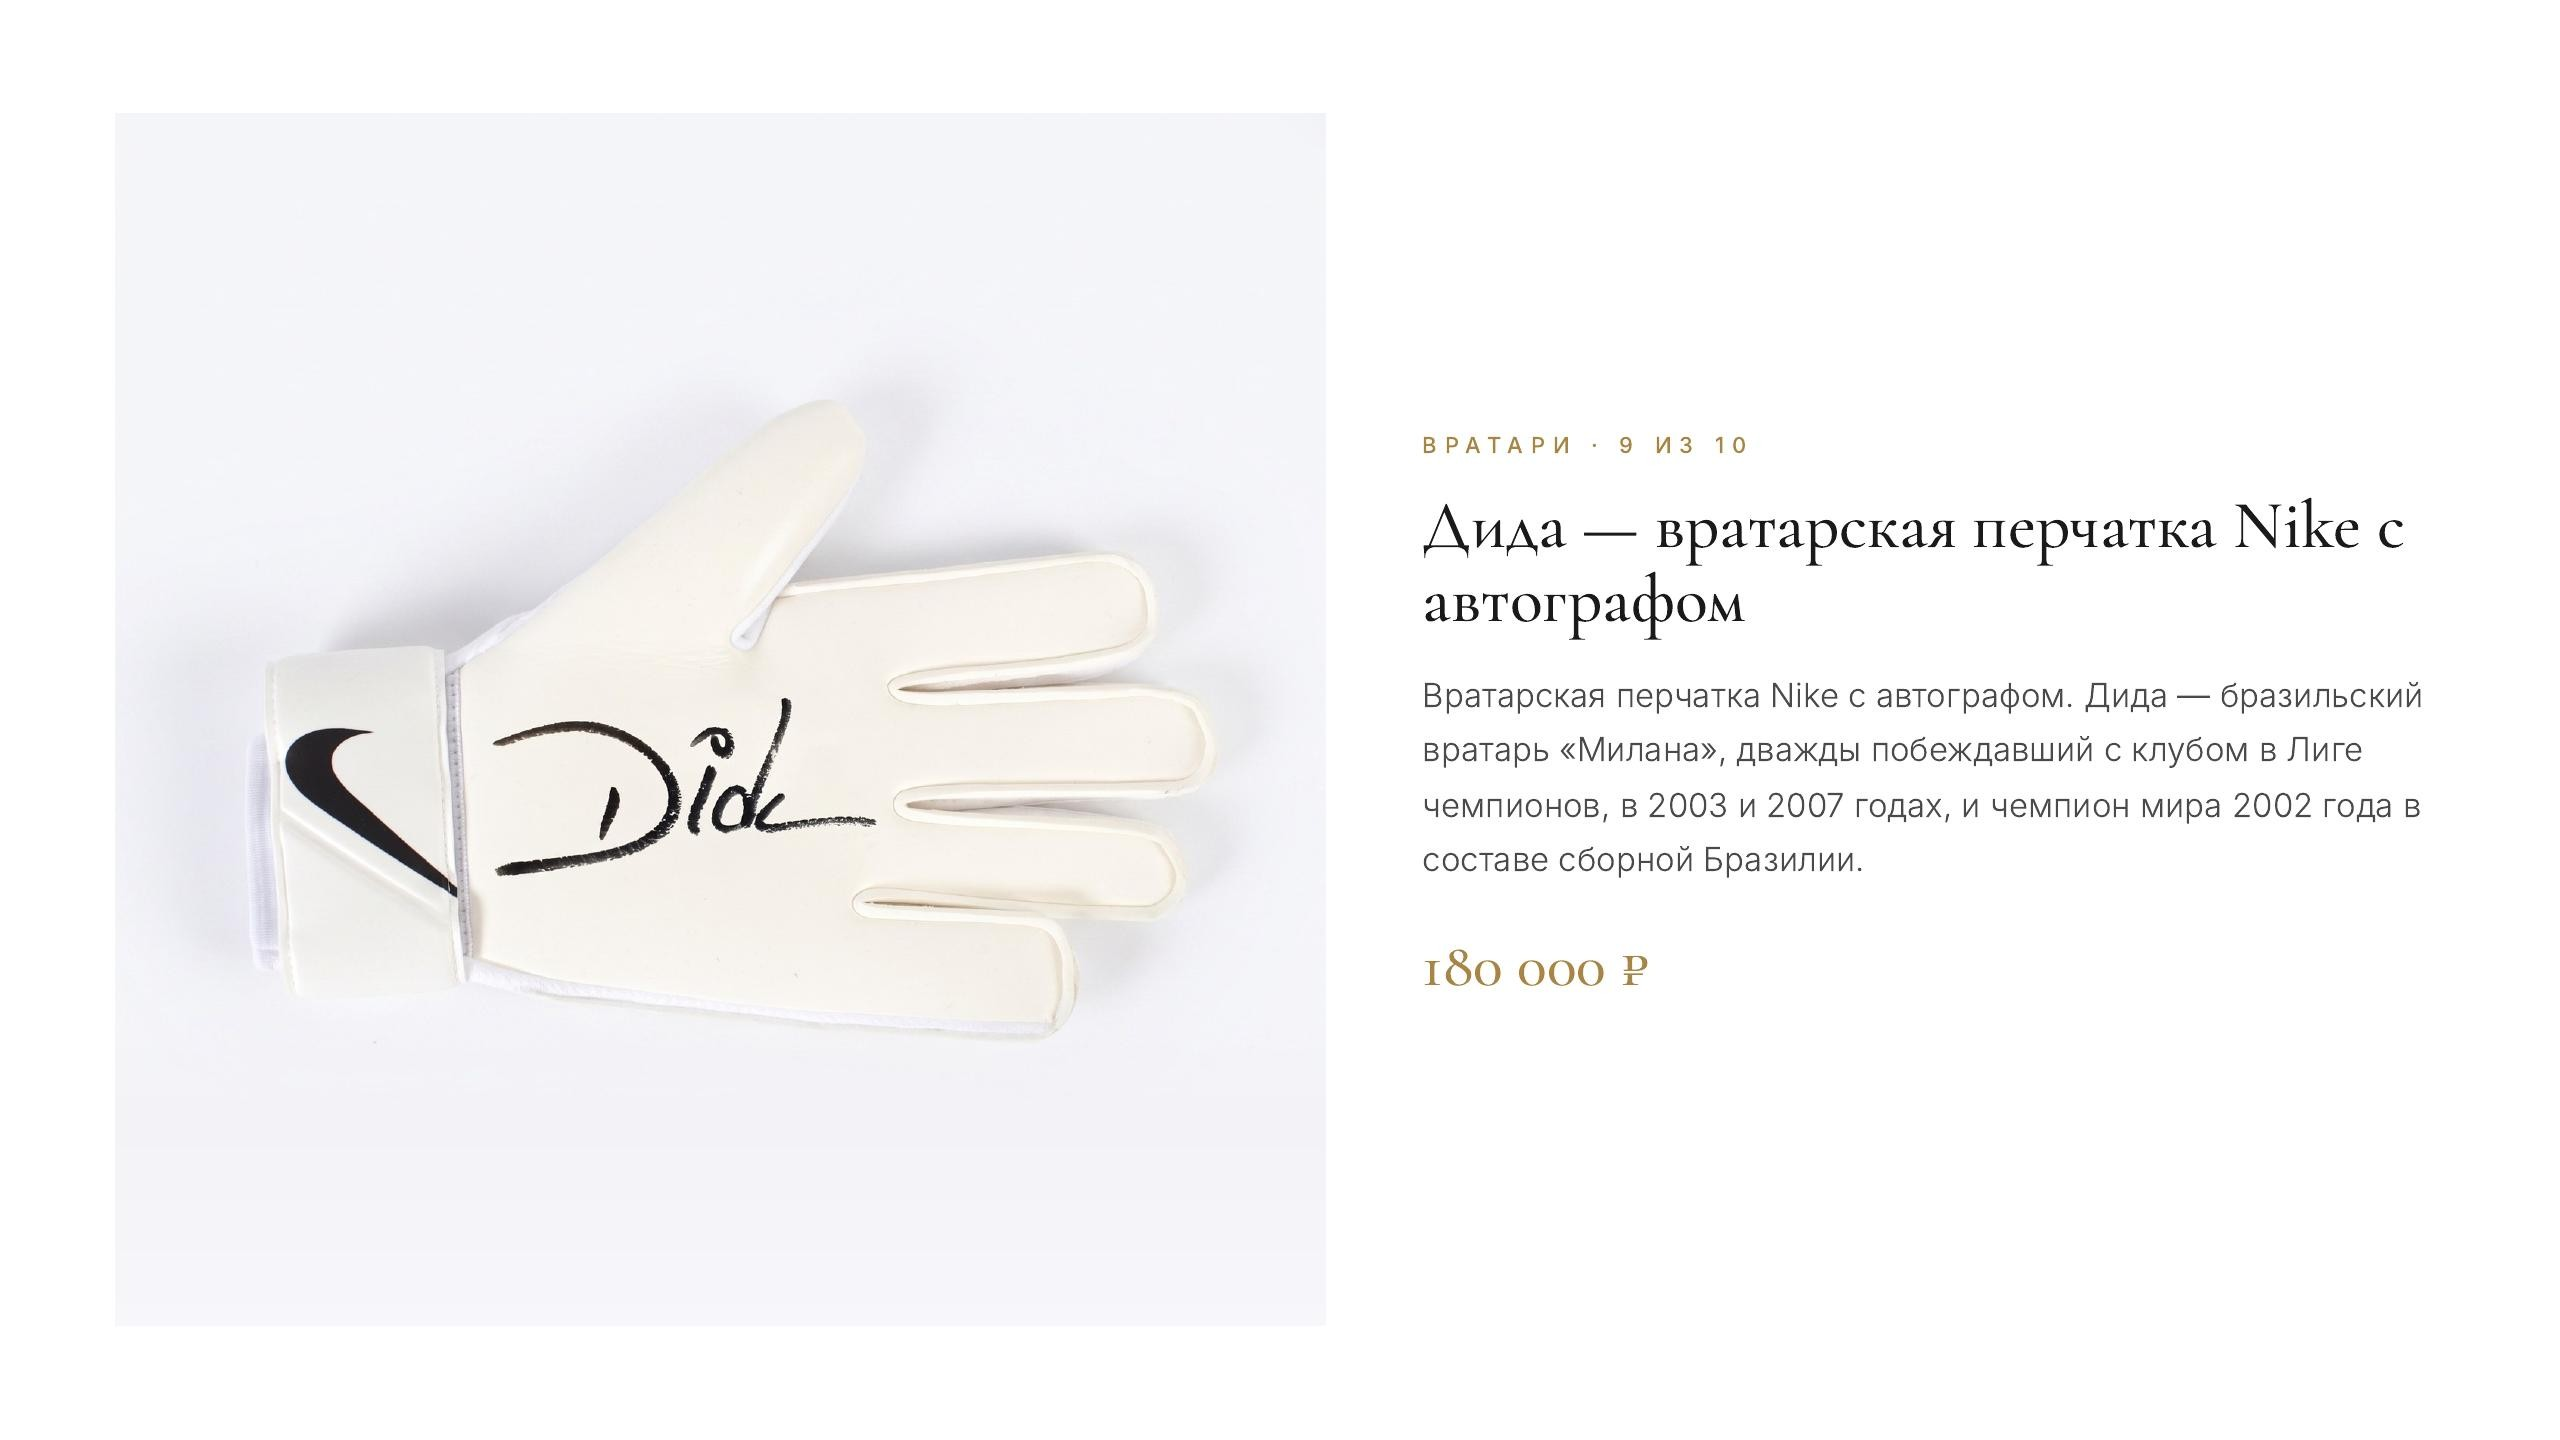 ВРАТАРИ · 9 ИЗ 10
Дида — вратарская перчатка Nike с
автографом
Вратарская перчатка Nike с автографом. Дида — бразильский
вратарь «Милана», дважды побеждавший с клубом в Лиге
чемпионов, в 2003 и 2007 годах, и чемпион мира 2002 года в
составе сборной Бразилии.
180 000 ₽